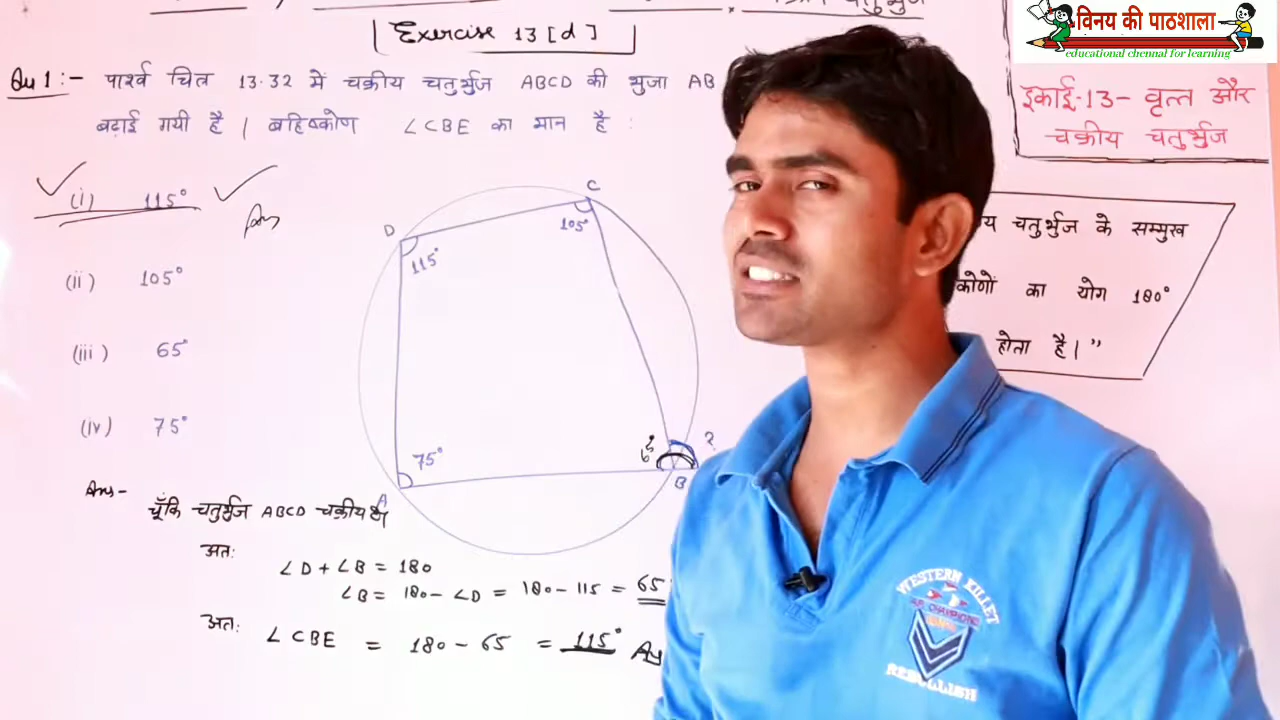 Exercise 13 [d]
विनय की पाठशाला
educational chennal for learning
इकाई-13- वृत्त और
चक्रीय चतुर्भुज
Qu 1:- पार्श्व चित्र 13.32 में चक्रीय चतुर्भुज ABCD की भुजा AB
बढ़ाई गयी है। बहिष्कोण ∠CBE का मान है :
(i) 115° Ans
(ii) 105°
(iii) 65°
(iv) 75°
C
105°
D
115°
75°
A
B
?
य चतुर्भुज के सम्मुख
कोणों का योग 180°
होता है।”
Ans-
चूँकि चतुर्भुज ABCD चक्रीय है
अतः
∠D + ∠B = 180
∠B = 180 - ∠D = 180 - 115 = 65
अतः
∠CBE = 180 - 65 = 115° Ans
WESTERN KILLET
REBULLISH